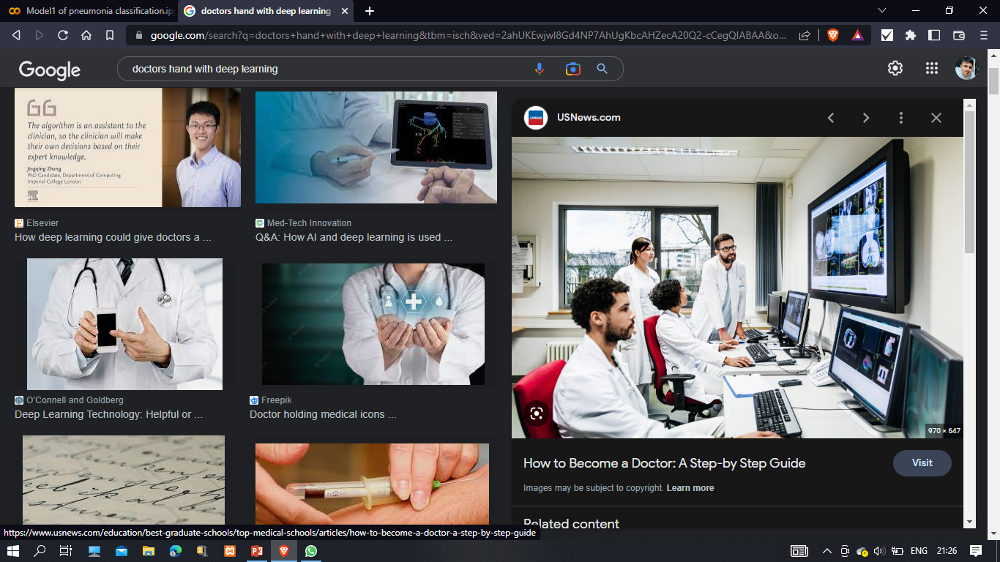 Model1 of pneumonia classification.ip
doctors hand with deep learning
google.com/search?q=doctors+hand+with+deep+learning&tbm=isch&ved=2ahUKEwjwl8Gd4NP7AhUgKbcAHZecA20Q2-cCegQIABAA&o...
Google
doctors hand with deep learning
The algorithm is an assistant to the
clinician, so the clinician will make
their own decisions based on their
expert knowledge.
Jingqing Zhang
PhD Candidate, Department of Computing
Imperial College London
Elsevier
How deep learning could give doctors a ...
Med-Tech Innovation
Q&A: How AI and deep learning is used ...
O'Connell and Goldberg
Deep Learning Technology: Helpful or ...
Freepik
Doctor holding medical icons ...
USNews.com
970 × 647
How to Become a Doctor: A Step-by Step Guide
Visit
Images may be subject to copyright. Learn more
Related content
https://www.usnews.com/education/best-graduate-schools/top-medical-schools/articles/how-to-become-a-doctor-a-step-by-step-guide
ENG
21:26